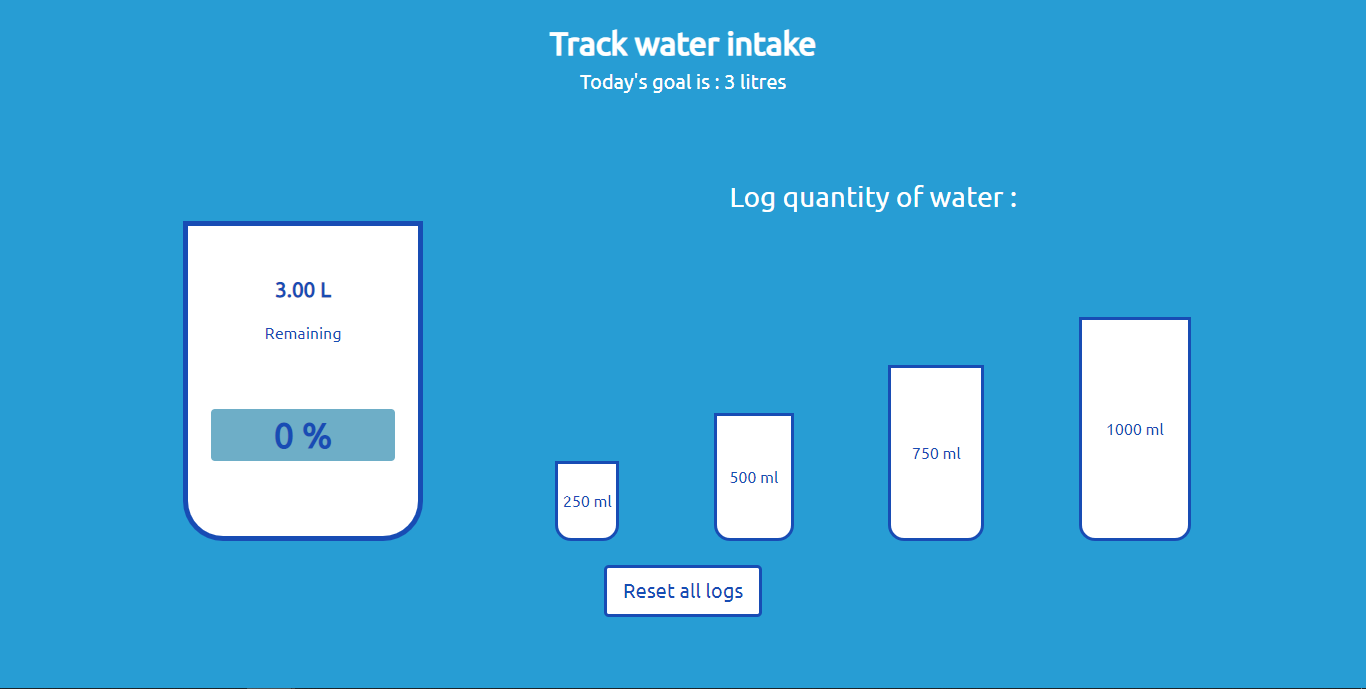 Track water intake
Today's goal is : 3 litres
Log quantity of water :
3.00 L
Remaining
0 %
250 ml
500 ml
750 ml
1000 ml
Reset all logs